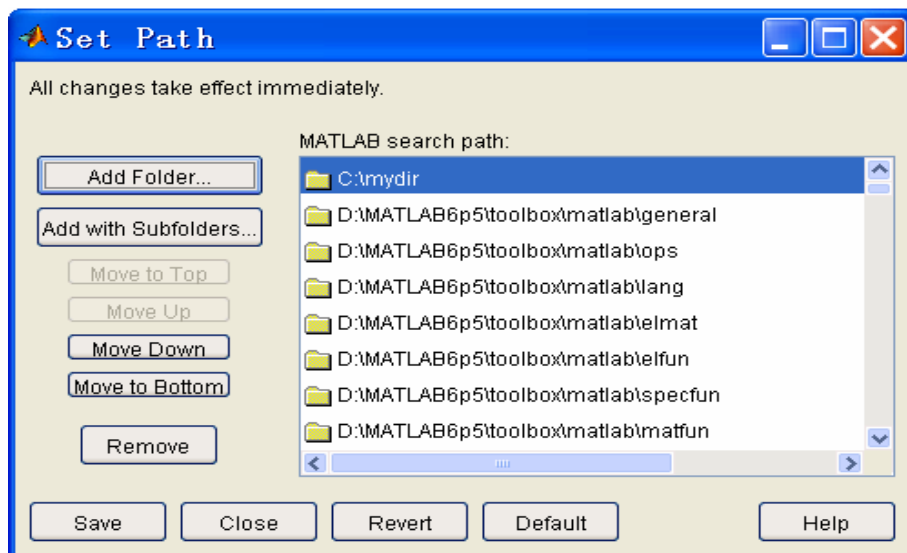 Set Path
All changes take effect immediately.
MATLAB search path:
Add Folder...
Add with Subfolders...
Move to Top
Move Up
Move Down
Move to Bottom
Remove
C:\mydir
D:\MATLAB6p5\toolbox\matlab\general
D:\MATLAB6p5\toolbox\matlab\ops
D:\MATLAB6p5\toolbox\matlab\lang
D:\MATLAB6p5\toolbox\matlab\elmat
D:\MATLAB6p5\toolbox\matlab\elfun
D:\MATLAB6p5\toolbox\matlab\specfun
D:\MATLAB6p5\toolbox\matlab\matfun
Save
Close
Revert
Default
Help